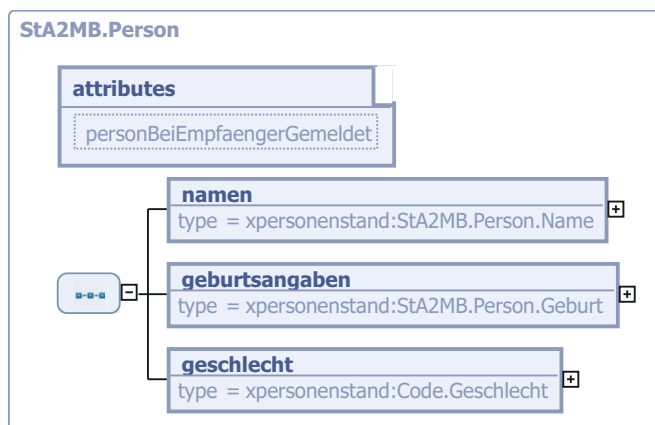 StA2MB.Person
attributes
personBeiEmpfaengerGemeldet
namen
type = xpersonenstand:StA2MB.Person.Name
geburtsangaben
type = xpersonenstand:StA2MB.Person.Geburt
geschlecht
type = xpersonenstand:Code.Geschlecht